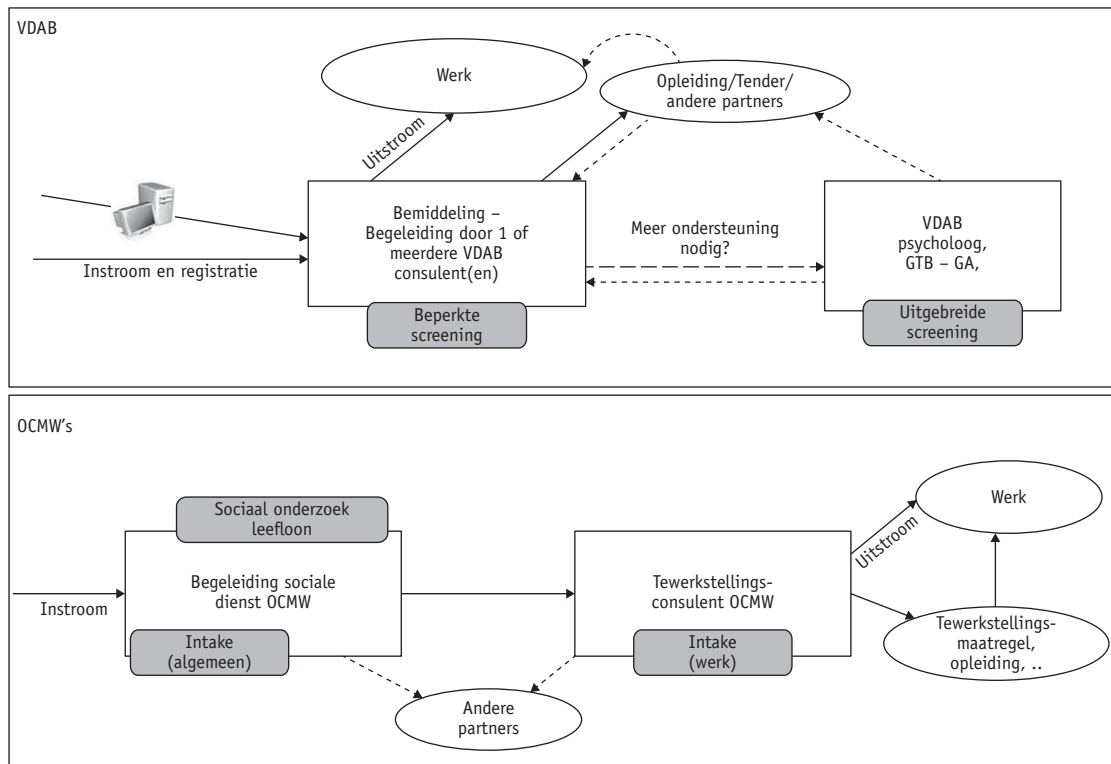 VDAB
Werk
Opleiding/Tender/
andere partners
Uitstroom
Instroom en registratie
Bemiddeling –
Begeleiding door 1 of
meerdere VDAB
consulent(en)
Beperkte
screening
Meer ondersteuning
nodig?
VDAB
psycholoog,
GTB – GA,
Uitgebreide
screening
OCMW's
Sociaal onderzoek
leefloon
Instroom
Begeleiding sociale
dienst OCMW
Intake
(algemeen)
Andere
partners
Tewerkstellings-
consulent OCMW
Intake
(werk)
Uitstroom
Werk
Tewerkstellings-
maatregel,
opleiding, ..